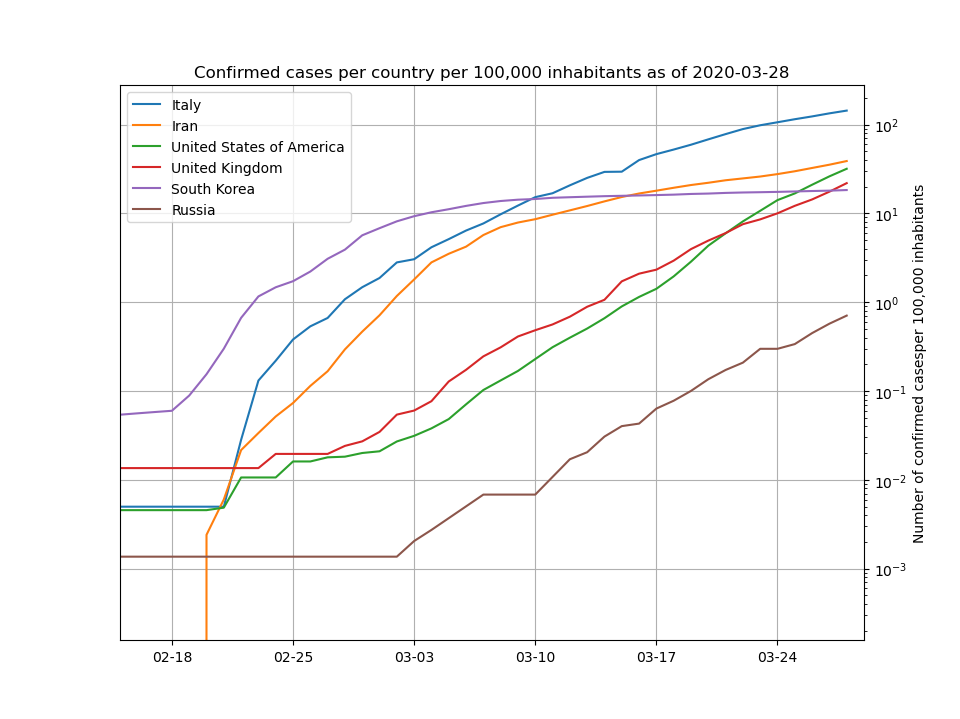 Confirmed cases per country per 100,000 inhabitants as of 2020-03-28
Italy
Iran
United States of America
United Kingdom
South Korea
Russia
10²
10¹
10⁰
10⁻¹
10⁻²
10⁻³
Number of confirmed casesper 100,000 inhabitants
02-18 02-25 03-03 03-10 03-17 03-24